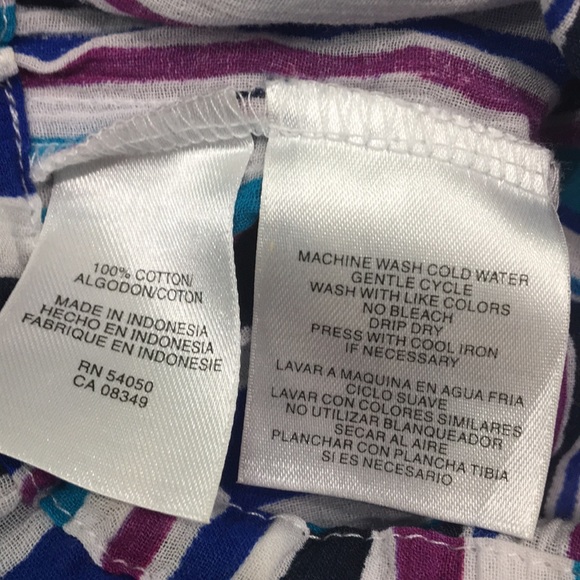 100% COTTON/
ALGODON/COTON
MADE IN INDONESIA
HECHO EN INDONESIA
FABRIQUE EN INDONESIE
RN 54050
CA 08349
MACHINE WASH COLD WATER
GENTLE CYCLE
WASH WITH LIKE COLORS
NO BLEACH
DRIP DRY
PRESS WITH COOL IRON
IF NECESSARY
LAVAR A MAQUINA EN AGUA FRIA
CICLO SUAVE
LAVAR CON COLORES SIMILARES
NO UTILIZAR BLANQUEADOR
SECAR AL AIRE
PLANCHAR CON PLANCHA TIBIA
SI ES NECESARIO